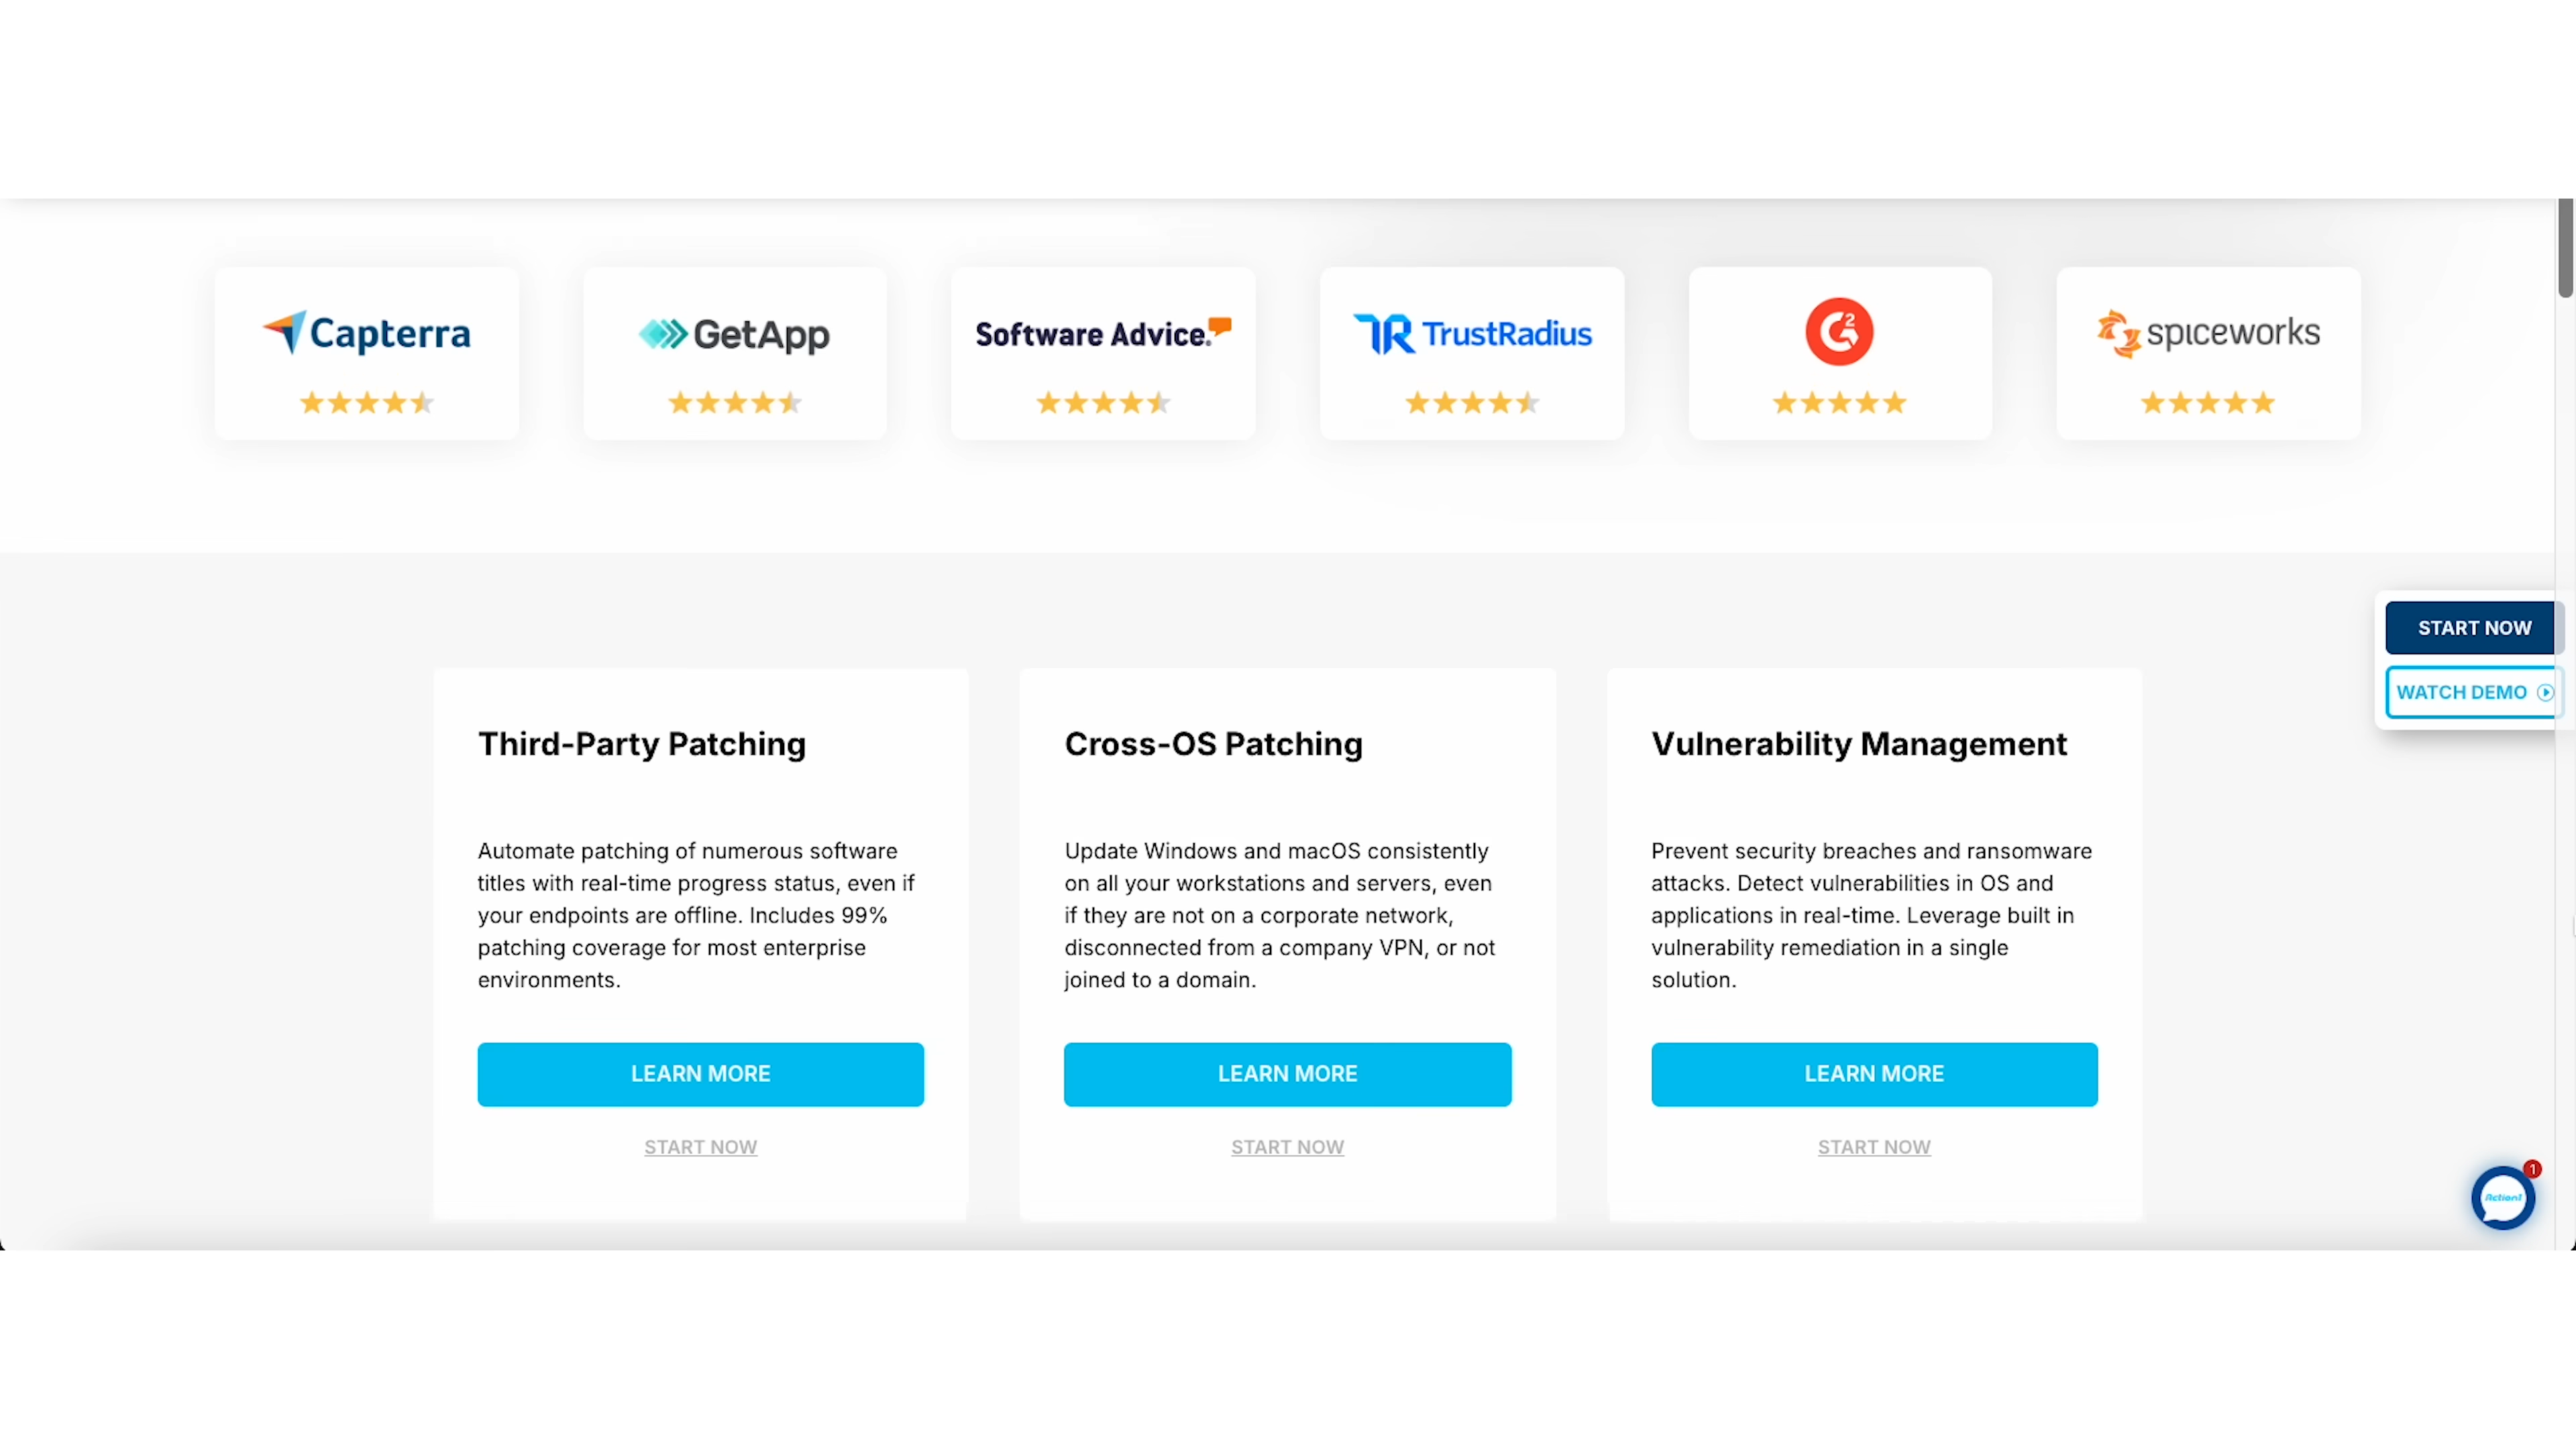 Capterra
GetApp
Software Advice.
TrustRadius
G2
spiceworks
START NOW
WATCH DEMO
Third-Party Patching
Automate patching of numerous software
titles with real-time progress status, even if
your endpoints are offline. Includes 99%
patching coverage for most enterprise
environments.
LEARN MORE
START NOW
Cross-OS Patching
Update Windows and macOS consistently
on all your workstations and servers, even
if they are not on a corporate network,
disconnected from a company VPN, or not
joined to a domain.
LEARN MORE
START NOW
Vulnerability Management
Prevent security breaches and ransomware
attacks. Detect vulnerabilities in OS and
applications in real-time. Leverage built in
vulnerability remediation in a single
solution.
LEARN MORE
START NOW
1
Action1